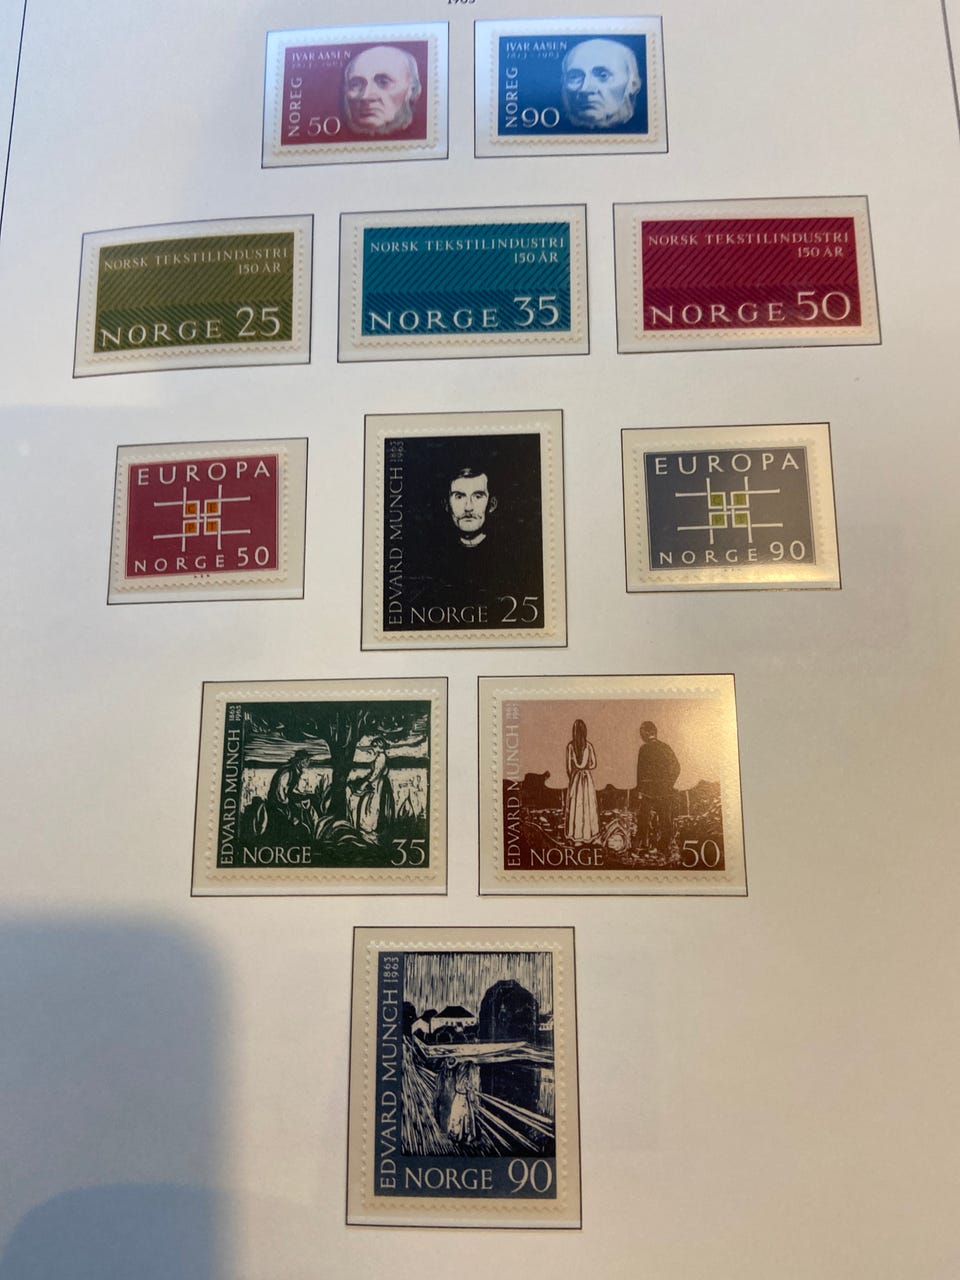 1963
IVAR AASEN
1813-1963
NOREG
50
IVAR AASEN
1813-1963
NOREG
90
NORSK TEKSTILINDUSTRI
150 ÅR
NORGE 25
NORSK TEKSTILINDUSTRI
150 ÅR
NORGE 35
NORSK TEKSTILINDUSTRI
150 ÅR
NORGE 50
EUROPA
C E
P T
NORGE 50
EDVARD MUNCH 1863
1963
NORGE 25
EUROPA
C E
P T
NORGE 90
EDVARD MUNCH 1863
1963
NORGE 35
EDVARD MUNCH 1863
1963
NORGE 50
EDVARD MUNCH 1863
1963
NORGE 90